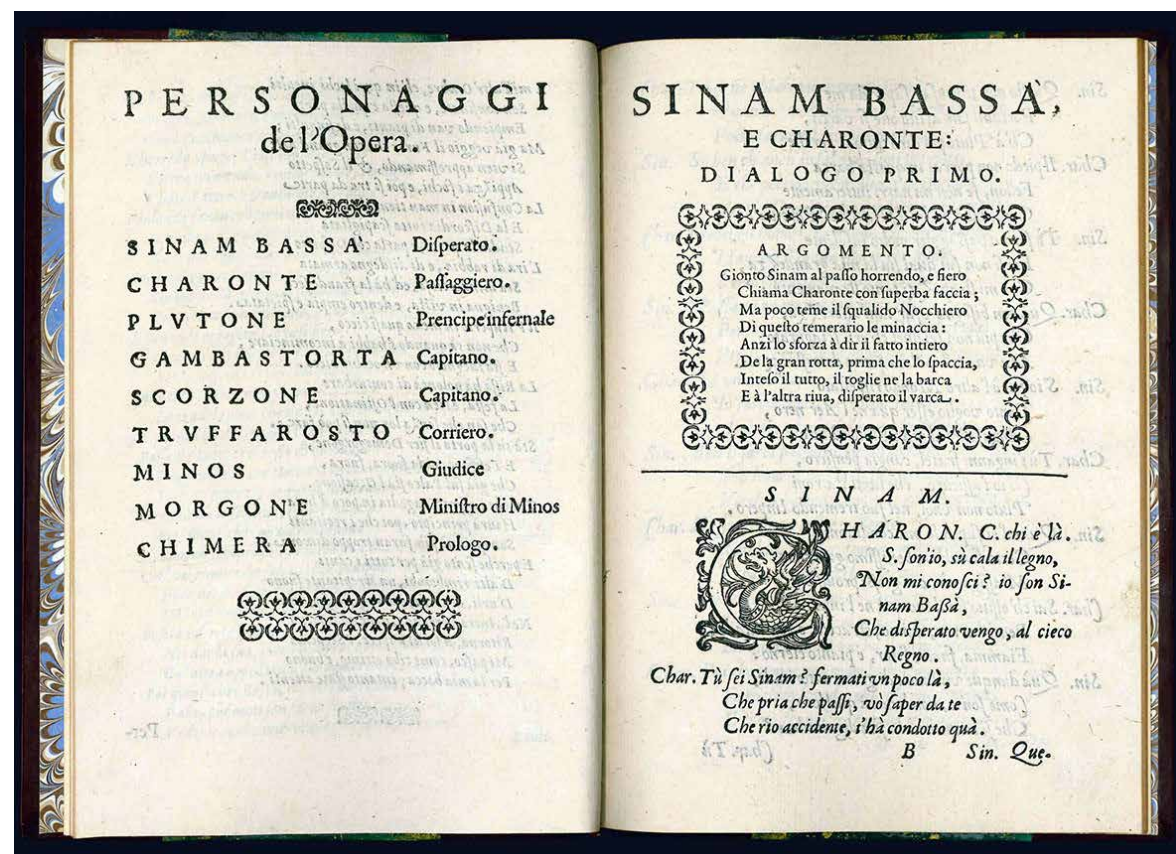 PERSONAGGI
de l'Opera.
SINAM BASSA' Disperato.
CHARONTE Passaggiero.
PLVTONE Prencipe infernale
GAMBASTORTA Capitano.
SCORZONE Capitano.
TRVFFAROSTO Corriero.
MINOS Giudice
MORGONE Ministro di Minos
CHIMERA Prologo.
SINAM BASSA',
E CHARONTE:
DIALOGO PRIMO.
ARGOMENTO.
Gionto Sinam al passo horrendo, e fiero
Chiama Charonte con superba faccia;
Ma poco teme il squalido Nocchiero
Di questo temerario le minaccia:
Anzi lo sforza à dir il fatto intiero
De la gran rotta, prima che lo spaccia,
Inteso il tutto, il toglie ne la barca
E à l'altra riua, disperato il varca.
SINAM.
CHARON. C. chi è là.
S. son'io, sù cala il legno,
Non mi conosci? io son Si-
nam Bassà,
Che disperato vengo, al cieco
Regno.
Char. Tù sei Sinam? fermati vn poco là,
Che pria che passi, vò saper da te
Che rio accidente, t'hà condotto quà.
B Sin. Que-